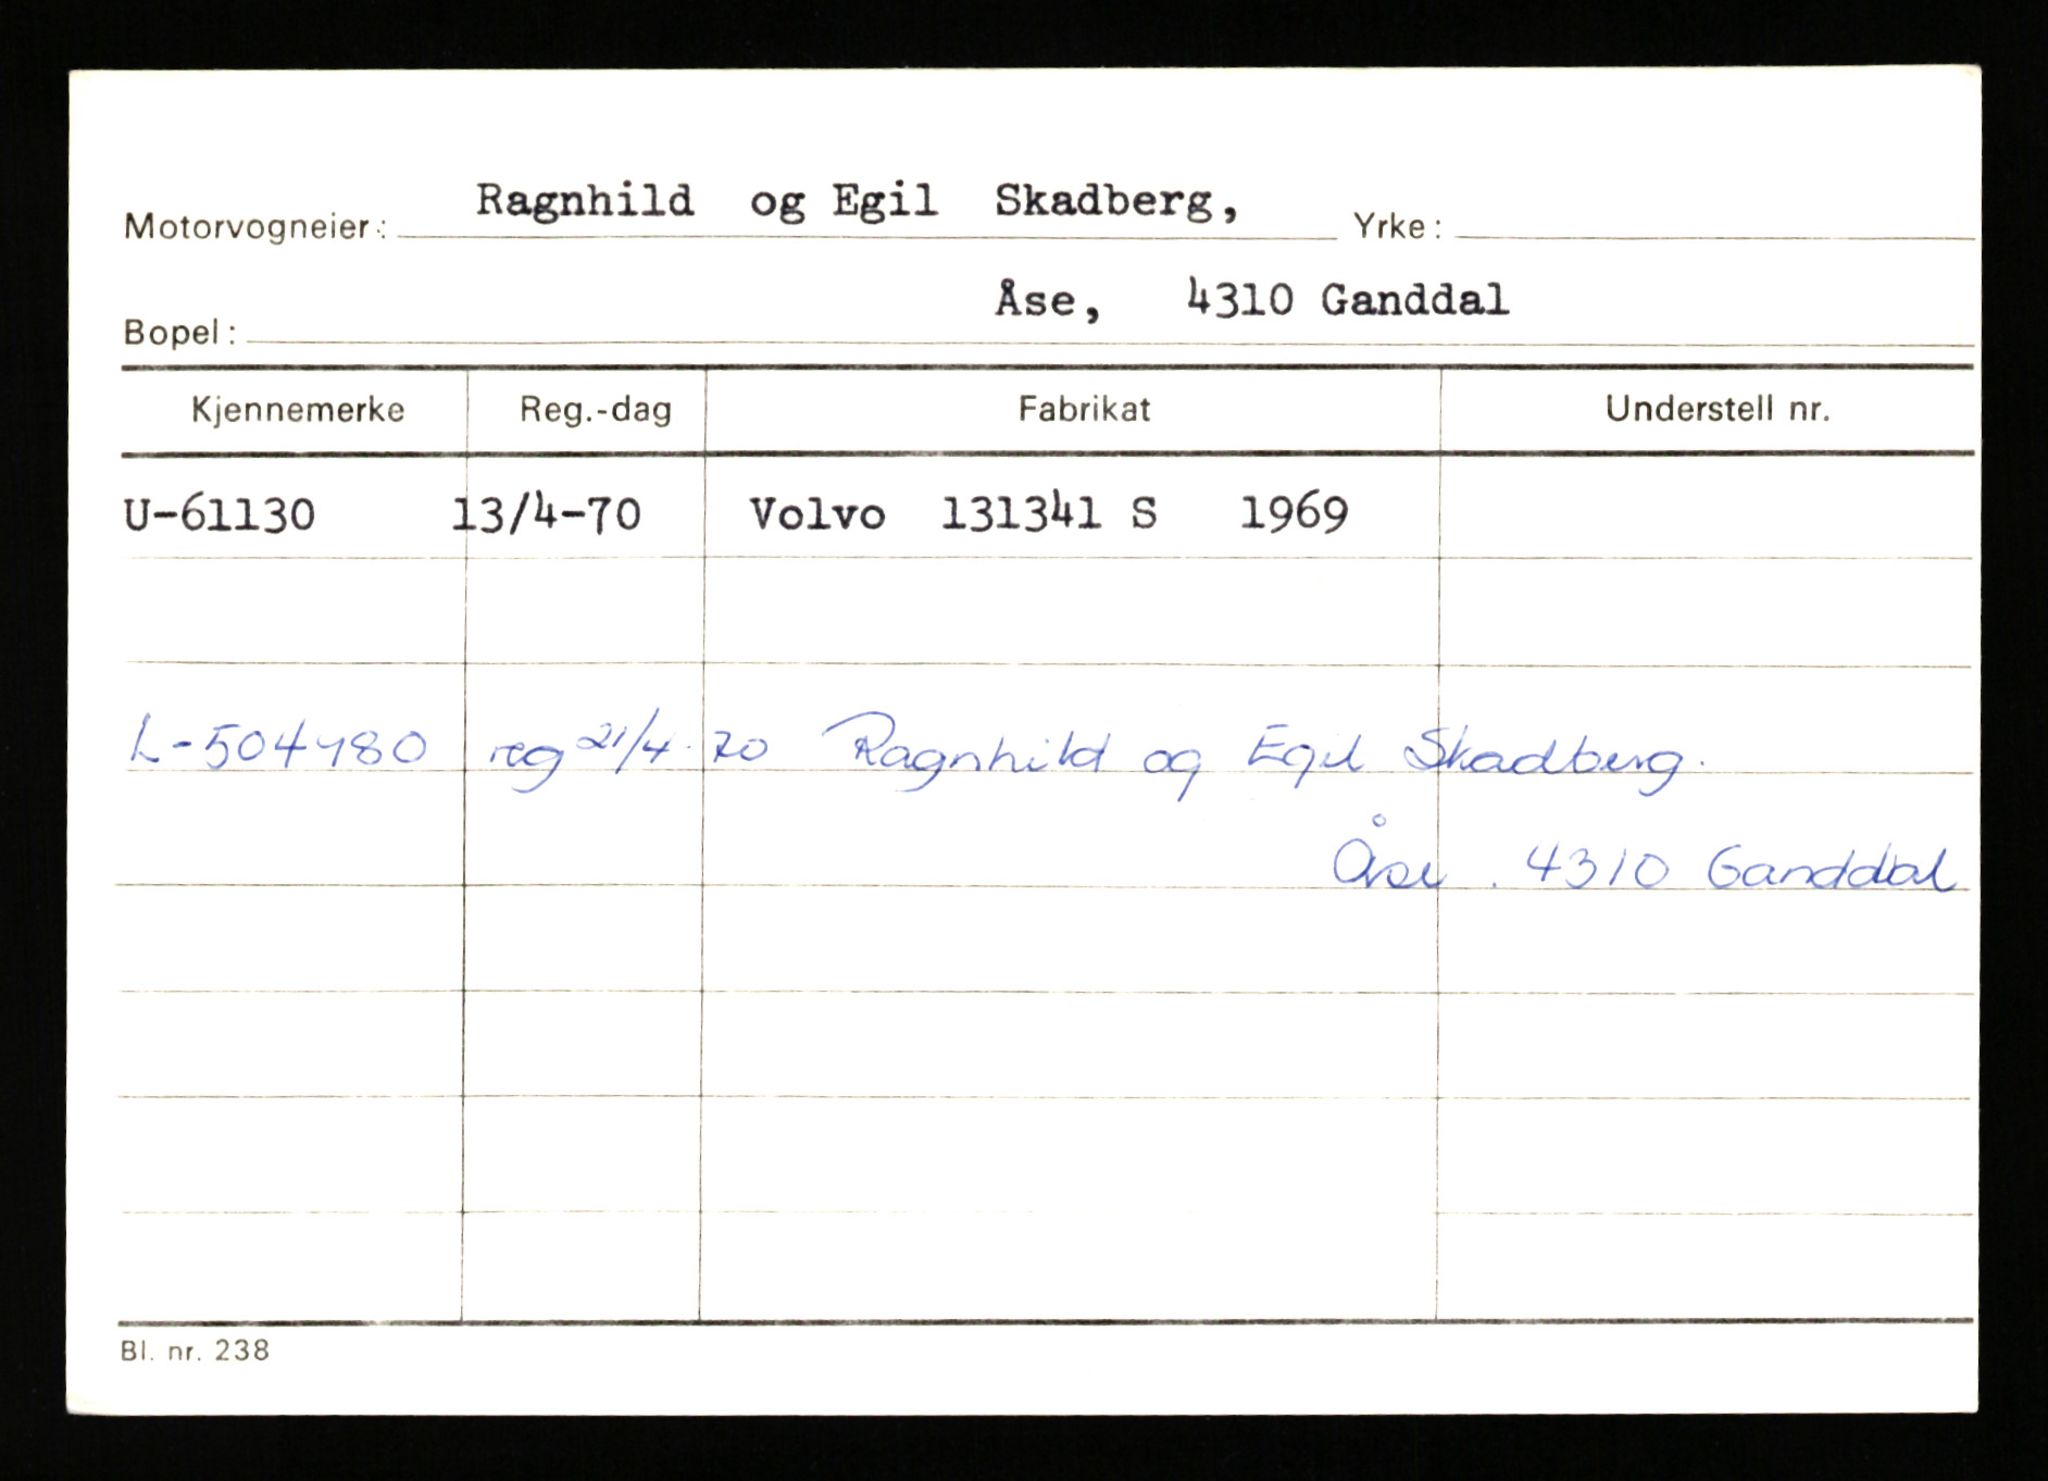 Motorvogneier: Ragnhild og Egil Skadberg, Yrke:
Bopel: Åse, 4310 Ganddal
Kjennemerke Reg.-dag Fabrikat Understell nr.
U-61130 13/4-70 Volvo 131341 S 1969
L-504480 reg 21/4-70 Ragnhild og Egil Skadberg.
Åse. 4310 Ganddal
Bl. nr. 238